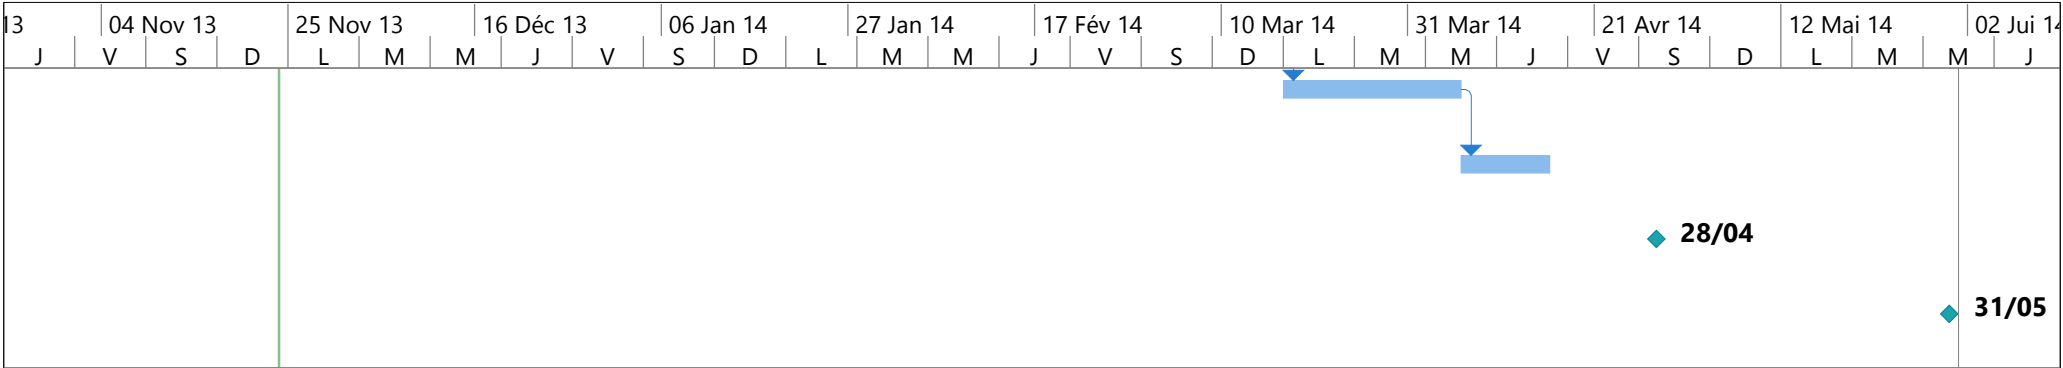 13 04 Nov 13 25 Nov 13 16 Déc 13 06 Jan 14 27 Jan 14 17 Fév 14 10 Mar 14 31 Mar 14 21 Avr 14 12 Mai 14 02 Jui 14
J V S D L M M J V S D L M M J V S D L M M J V S D L M M J
28/04
31/05